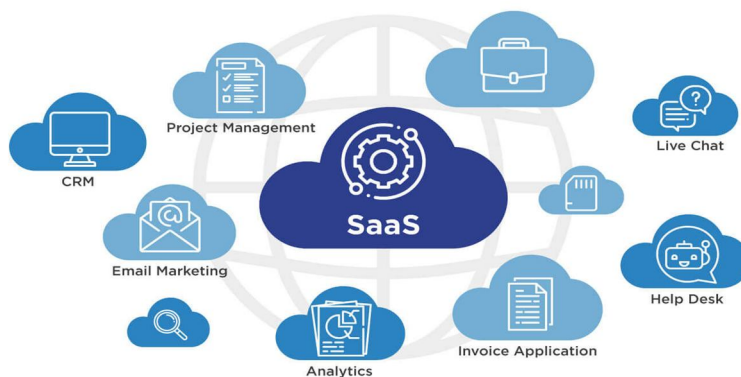 Project Management
CRM
Live Chat
SaaS
Email Marketing
Help Desk
Invoice Application
Analytics